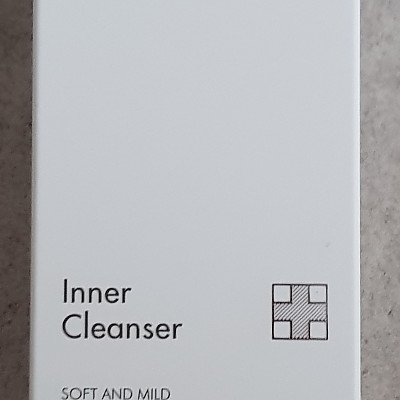 Inner
Cleanser
SOFT AND MILD